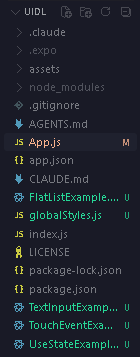 UIDL
.claude
.expo
assets
node_modules
.gitignore
AGENTS.md
App.js M
app.json
CLAUDE.md
FlatListExample.... U
globalStyles.js U
index.js
LICENSE
package-lock.json
package.json
TextInputExamp... U
TouchEventExa... U
UseStateExampl... U